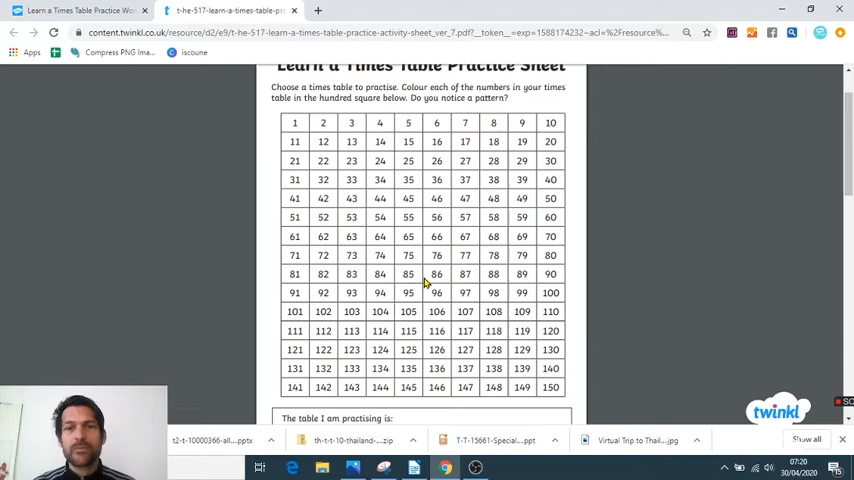 Learn a Times Table Practice Wo
t-he-517-learn-a-times-table-pr
content.twinkl.co.uk/resource/d2/e9/t-he-517-learn-a-times-table-practice-activity-sheet_ver_7.pdf?__token__=exp=1588174232~acl=%2Fresource%
Apps
Compress PNG Ima...
iscoune
Learn a Times Table Practice Sheet
Choose a times table to practise. Colour each of the numbers in your times
table in the hundred square below. Do you notice a pattern?
1 2 3 4 5 6 7 8 9 10
11 12 13 14 15 16 17 18 19 20
21 22 23 24 25 26 27 28 29 30
31 32 33 34 35 36 37 38 39 40
41 42 43 44 45 46 47 48 49 50
51 52 53 54 55 56 57 58 59 60
61 62 63 64 65 66 67 68 69 70
71 72 73 74 75 76 77 78 79 80
81 82 83 84 85 86 87 88 89 90
91 92 93 94 95 96 97 98 99 100
101 102 103 104 105 106 107 108 109 110
111 112 113 114 115 116 117 118 119 120
121 122 123 124 125 126 127 128 129 130
131 132 133 134 135 136 137 138 139 140
141 142 143 144 145 146 147 148 149 150
The table I am practising is:
twinkl
SC
t2-t-10000366-all....pptx
th-t-t-10-thailand-....zip
T-T-15661-Special....ppt
Virtual Trip to Thail....jpg
Show all
07:20
30/04/2020
15